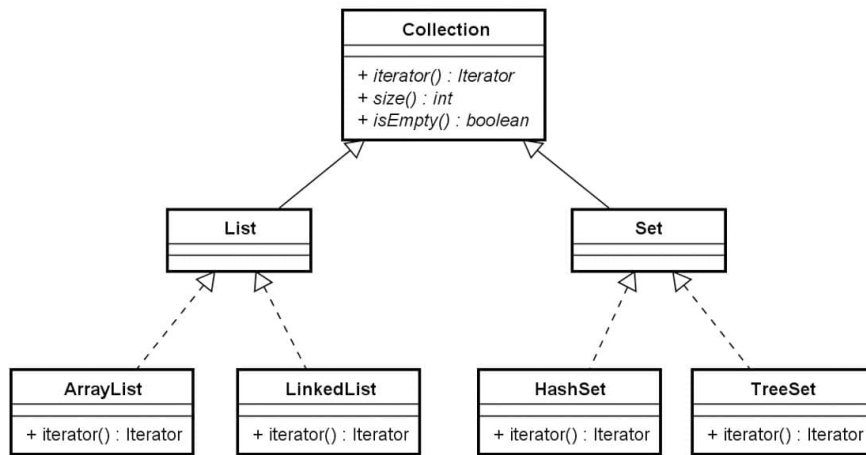 Collection
+ iterator() : Iterator
+ size() : int
+ isEmpty() : boolean
List
Set
ArrayList
+ iterator() : Iterator
LinkedList
+ iterator() : Iterator
HashSet
+ iterator() : Iterator
TreeSet
+ iterator() : Iterator